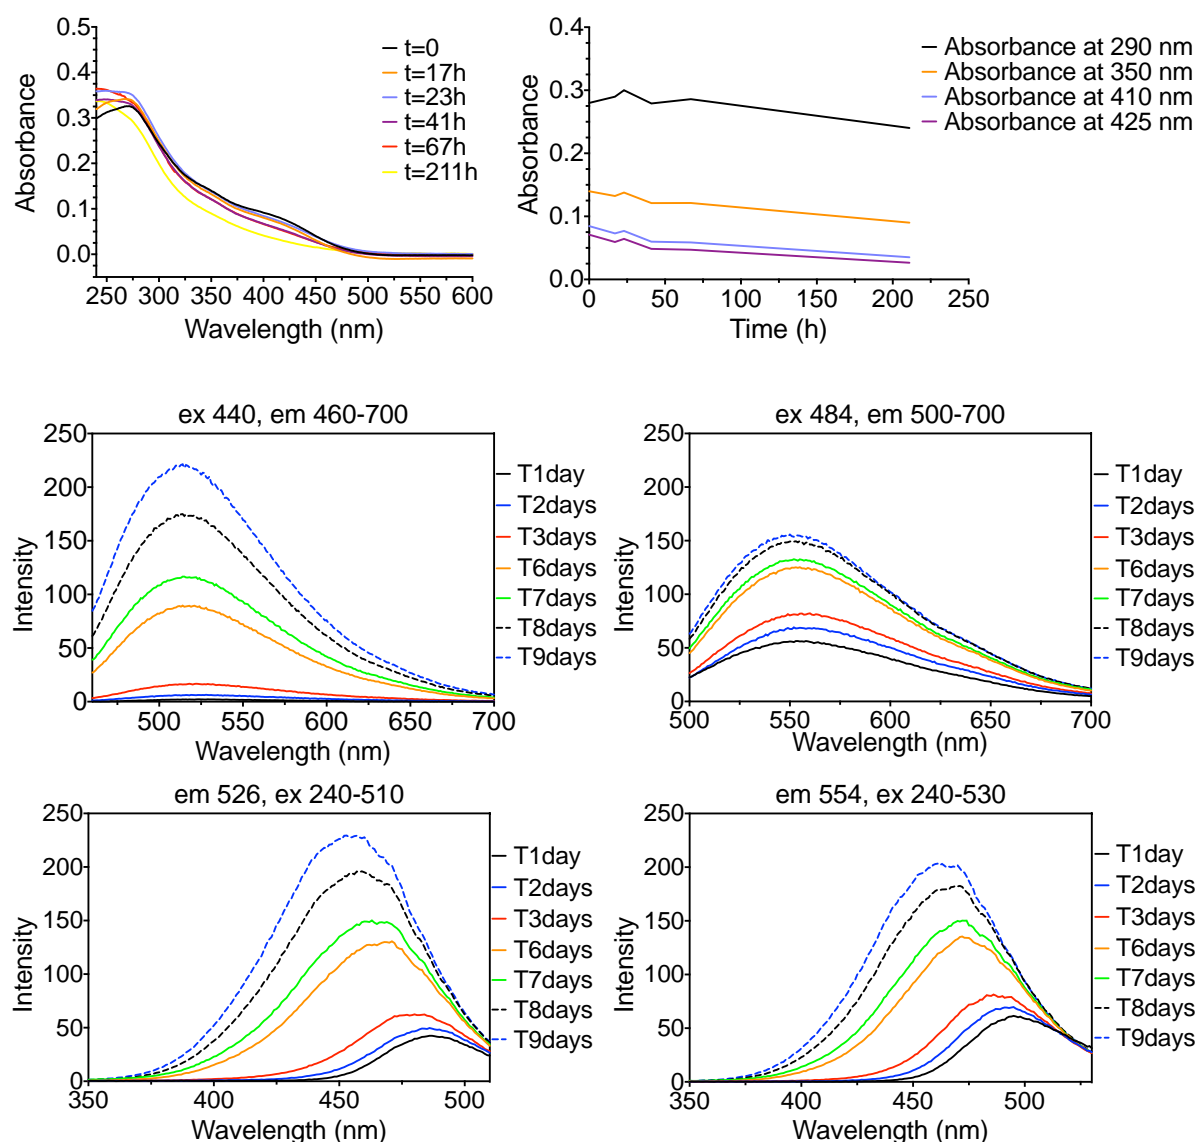 0.5
0.4
0.3
0.2
0.1
0.0
Absorbance
250 300 350 400 450 500 550 600
Wavelength (nm)
t=0
t=17h
t=23h
t=41h
t=67h
t=211h
0.4
0.3
0.2
0.1
0.0
Absorbance
0 50 100 150 200 250
Time (h)
Absorbance at 290 nm
Absorbance at 350 nm
Absorbance at 410 nm
Absorbance at 425 nm
ex 440, em 460-700
250
200
150
100
50
0
Intensity
500 550 600 650 700
Wavelength (nm)
T1day
T2days
T3days
T6days
T7days
T8days
T9days
ex 484, em 500-700
250
200
150
100
50
0
Intensity
500 550 600 650 700
Wavelength (nm)
T1day
T2days
T3days
T6days
T7days
T8days
T9days
em 526, ex 240-510
250
200
150
100
50
0
Intensity
350 400 450 500
Wavelength (nm)
T1day
T2days
T3days
T6days
T7days
T8days
T9days
em 554, ex 240-530
250
200
150
100
50
0
Intensity
350 400 450 500
Wavelength (nm)
T1day
T2days
T3days
T6days
T7days
T8days
T9days